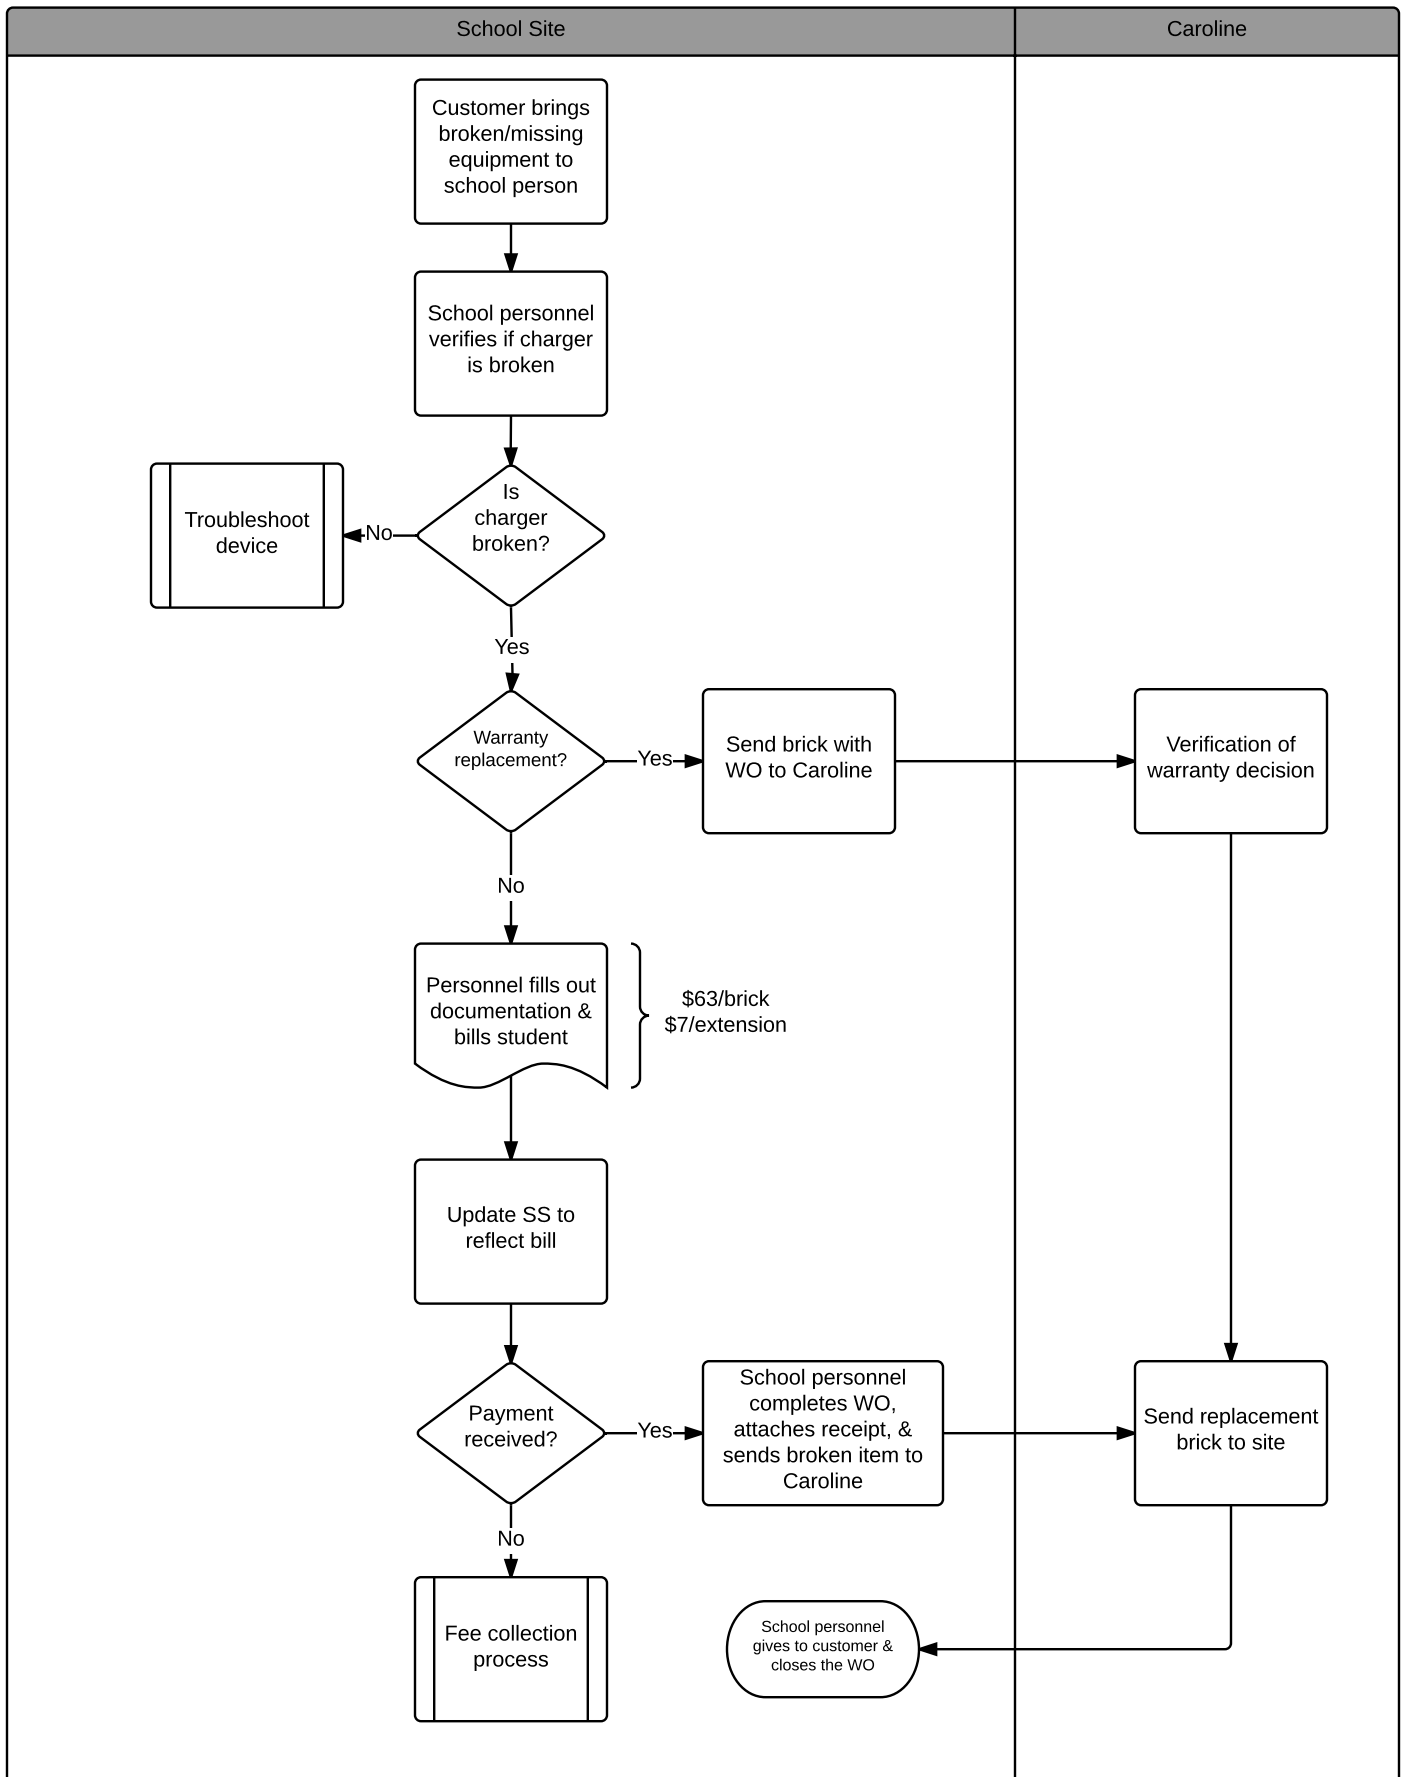 School Site
Caroline
Customer brings
broken/missing
equipment to
school person
School personnel
verifies if charger
is broken
Is
charger
broken?
No
Troubleshoot
device
Yes
Warranty
replacement?
Yes
Send brick with
WO to Caroline
Verification of
warranty decision
No
Personnel fills out
documentation &
bills student
$63/brick
$7/extension
Update SS to
reflect bill
Payment
received?
Yes
School personnel
completes WO,
attaches receipt, &
sends broken item to
Caroline
Send replacement
brick to site
No
Fee collection
process
School personnel
gives to customer &
closes the WO